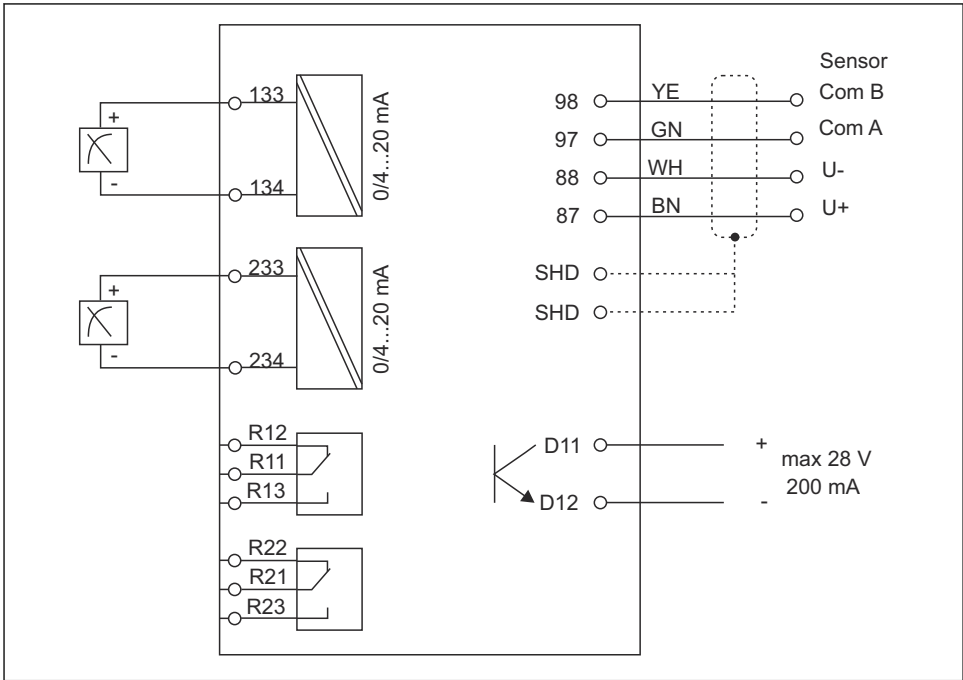 +
-
133
134
0/4...20 mA
+
-
233
234
0/4...20 mA
R12
R11
R13
R22
R21
R23
Sensor
98 YE Com B
97 GN Com A
88 WH U-
87 BN U+
SHD
SHD
D11 +
max 28 V
200 mA
D12 -